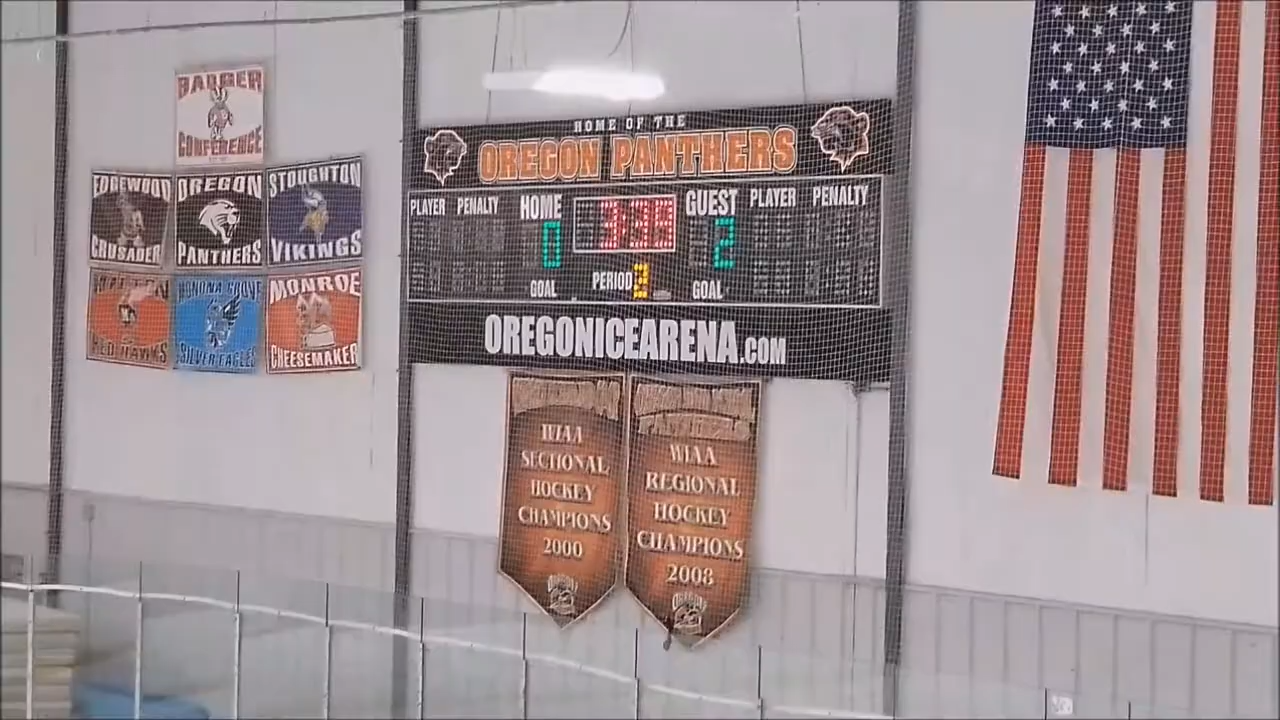 BADGER
CONFERENCE
EDGEWOOD
CRUSADER
OREGON
PANTHERS
STOUGHTON
VIKINGS
RED HAWKS
MONONA GROVE
SILVER EAGLES
MONROE
CHEESEMAKER
HOME OF THE
OREGON PANTHERS
PLAYER PENALTY HOME 3:38 GUEST PLAYER PENALTY
0 2
GOAL PERIOD 2 GOAL
OREGONICEARENA.COM
WIAA
SECTIONAL
HOCKEY
CHAMPIONS
2000
WIAA
REGIONAL
HOCKEY
CHAMPIONS
2008